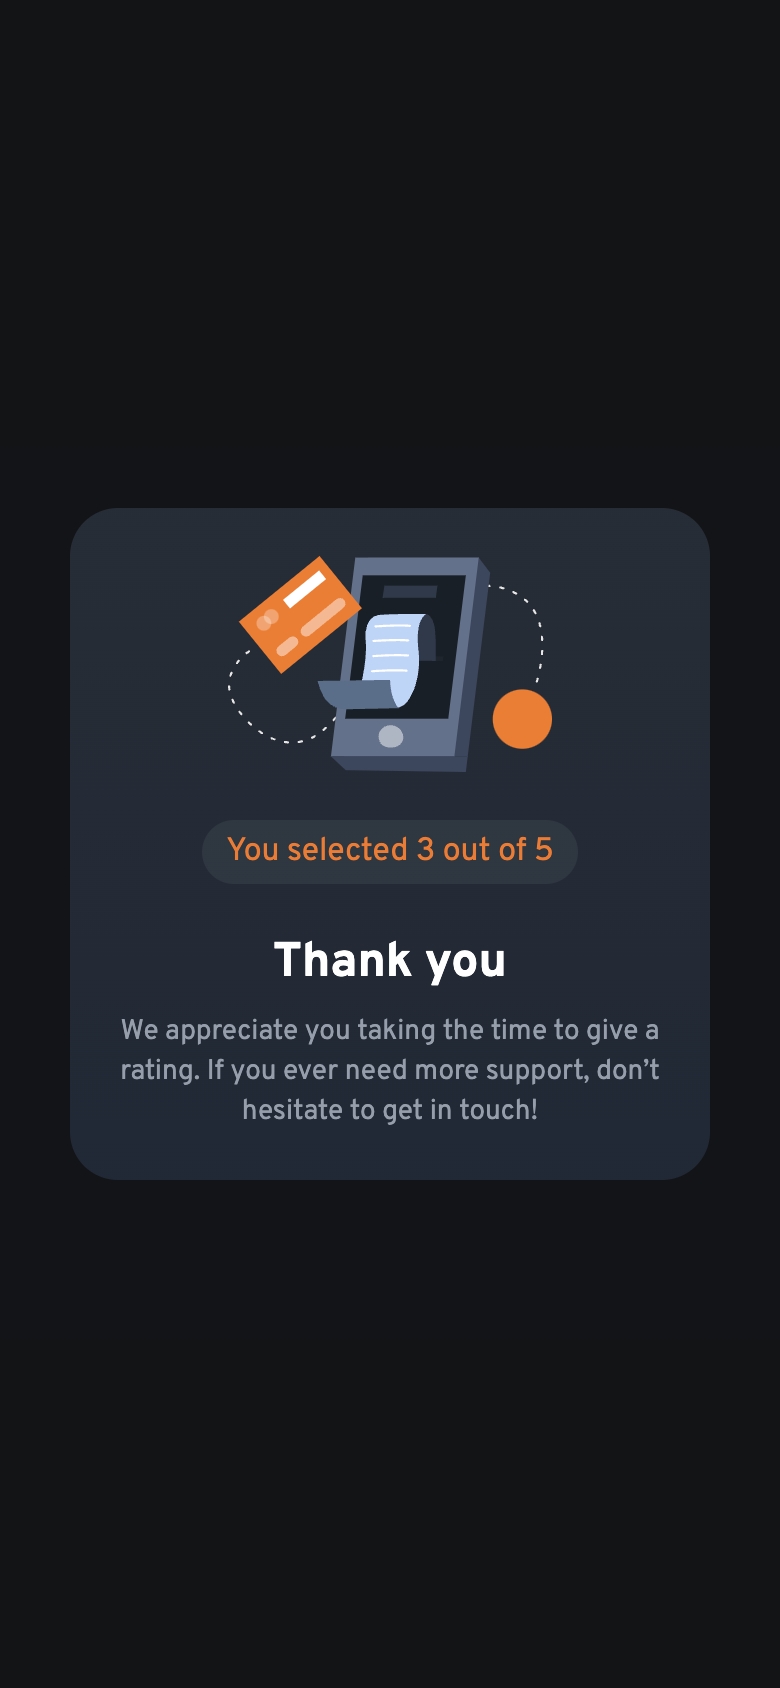 You selected 3 out of 5
Thank you
We appreciate you taking the time to give a
rating. If you ever need more support, don’t
hesitate to get in touch!